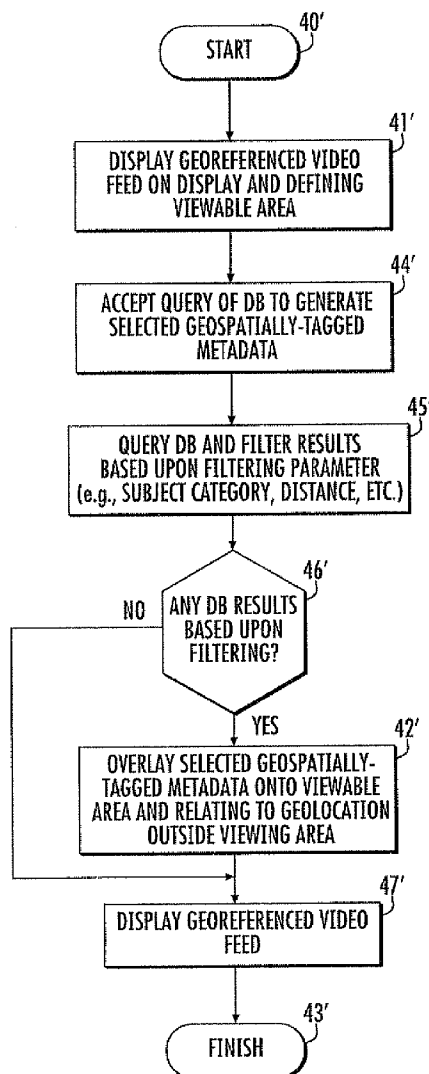 40'
START
41'
DISPLAY GEOREFERENCED VIDEO
FEED ON DISPLAY AND DEFINING
VIEWABLE AREA
44'
ACCEPT QUERY OF DB TO GENERATE
SELECTED GEOSPATIALLY-TAGGED
METADATA
45'
QUERY DB AND FILTER RESULTS
BASED UPON FILTERING PARAMETER
(e.g., SUBJECT CATEGORY, DISTANCE, ETC.)
46'
NO
ANY DB RESULTS
BASED UPON
FILTERING?
YES
42'
OVERLAY SELECTED GEOSPATIALLY-
TAGGED METADATA ONTO VIEWABLE
AREA AND RELATING TO GEOLOCATION
OUTSIDE VIEWING AREA
47'
DISPLAY GEOREFERENCED VIDEO
FEED
43'
FINISH